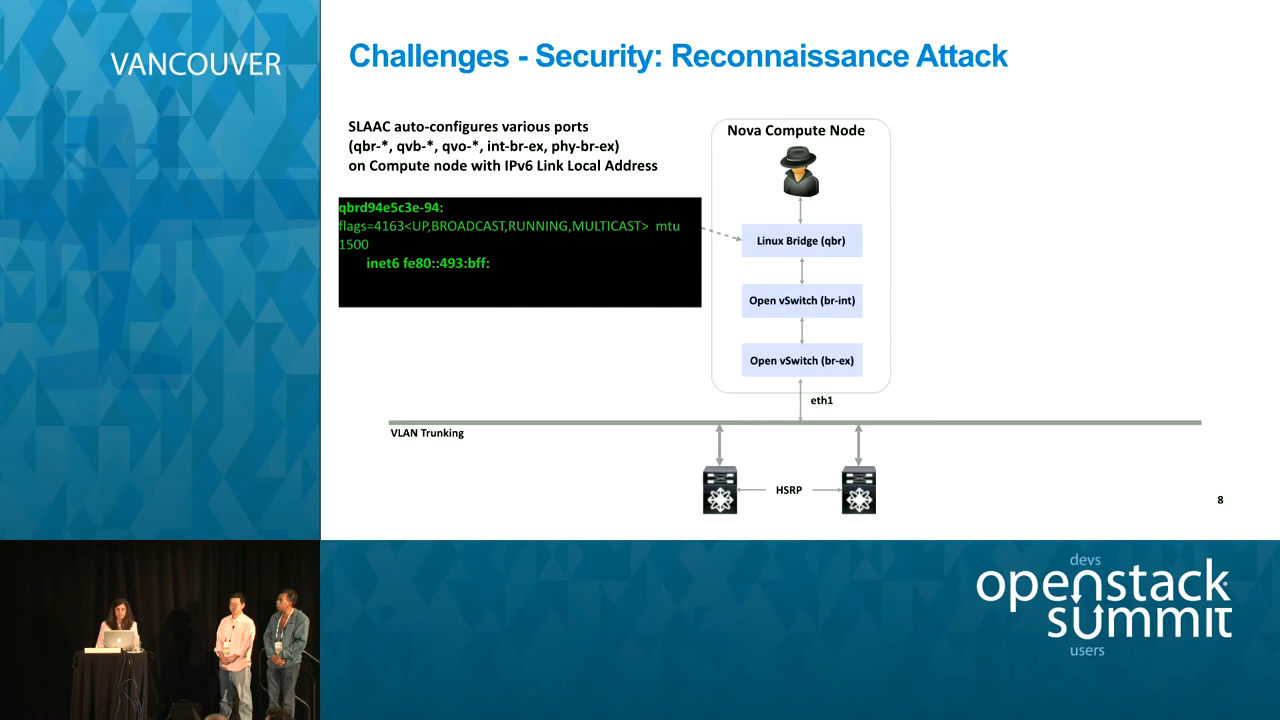 VANCOUVER
Challenges - Security: Reconnaissance Attack
SLAAC auto-configures various ports
(qbr-*, qvb-*, qvo-*, int-br-ex, phy-br-ex)
on Compute node with IPv6 Link Local Address
qbrd94e5c3e-94:
flags=4163<UP,BROADCAST,RUNNING,MULTICAST> mtu
1500
inet6 fe80::493:bff:
Nova Compute Node
Linux Bridge (qbr)
Open vSwitch (br-int)
Open vSwitch (br-ex)
eth1
VLAN Trunking
HSRP
8
devs
openstack
summit
users